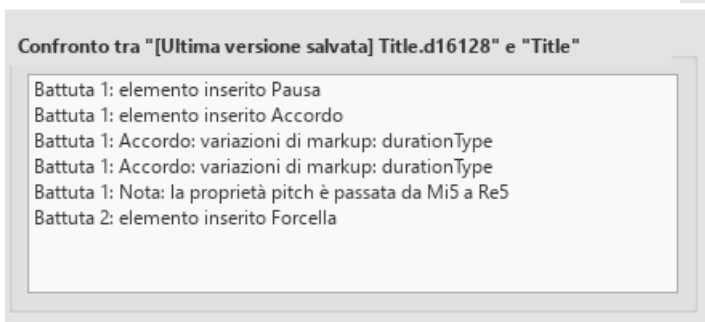 Confronto tra "[Ultima versione salvata] Title.d16128" e "Title"
Battuta 1: elemento inserito Pausa
Battuta 1: elemento inserito Accordo
Battuta 1: Accordo: variazioni di markup: durationType
Battuta 1: Accordo: variazioni di markup: durationType
Battuta 1: Nota: la proprietà pitch è passata da Mi5 a Re5
Battuta 2: elemento inserito Forcella